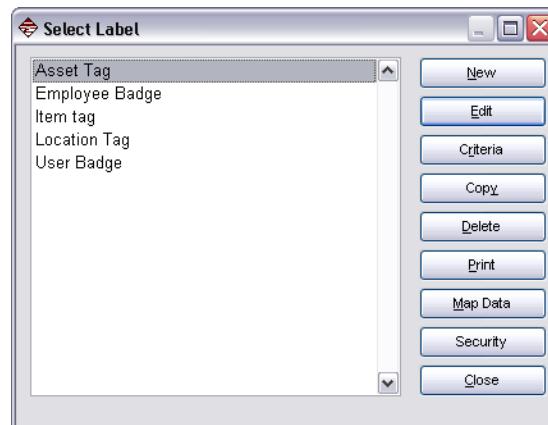 Select Label
Asset Tag
Employee Badge
Item tag
Location Tag
User Badge
New
Edit
Criteria
Copy
Delete
Print
Map Data
Security
Close